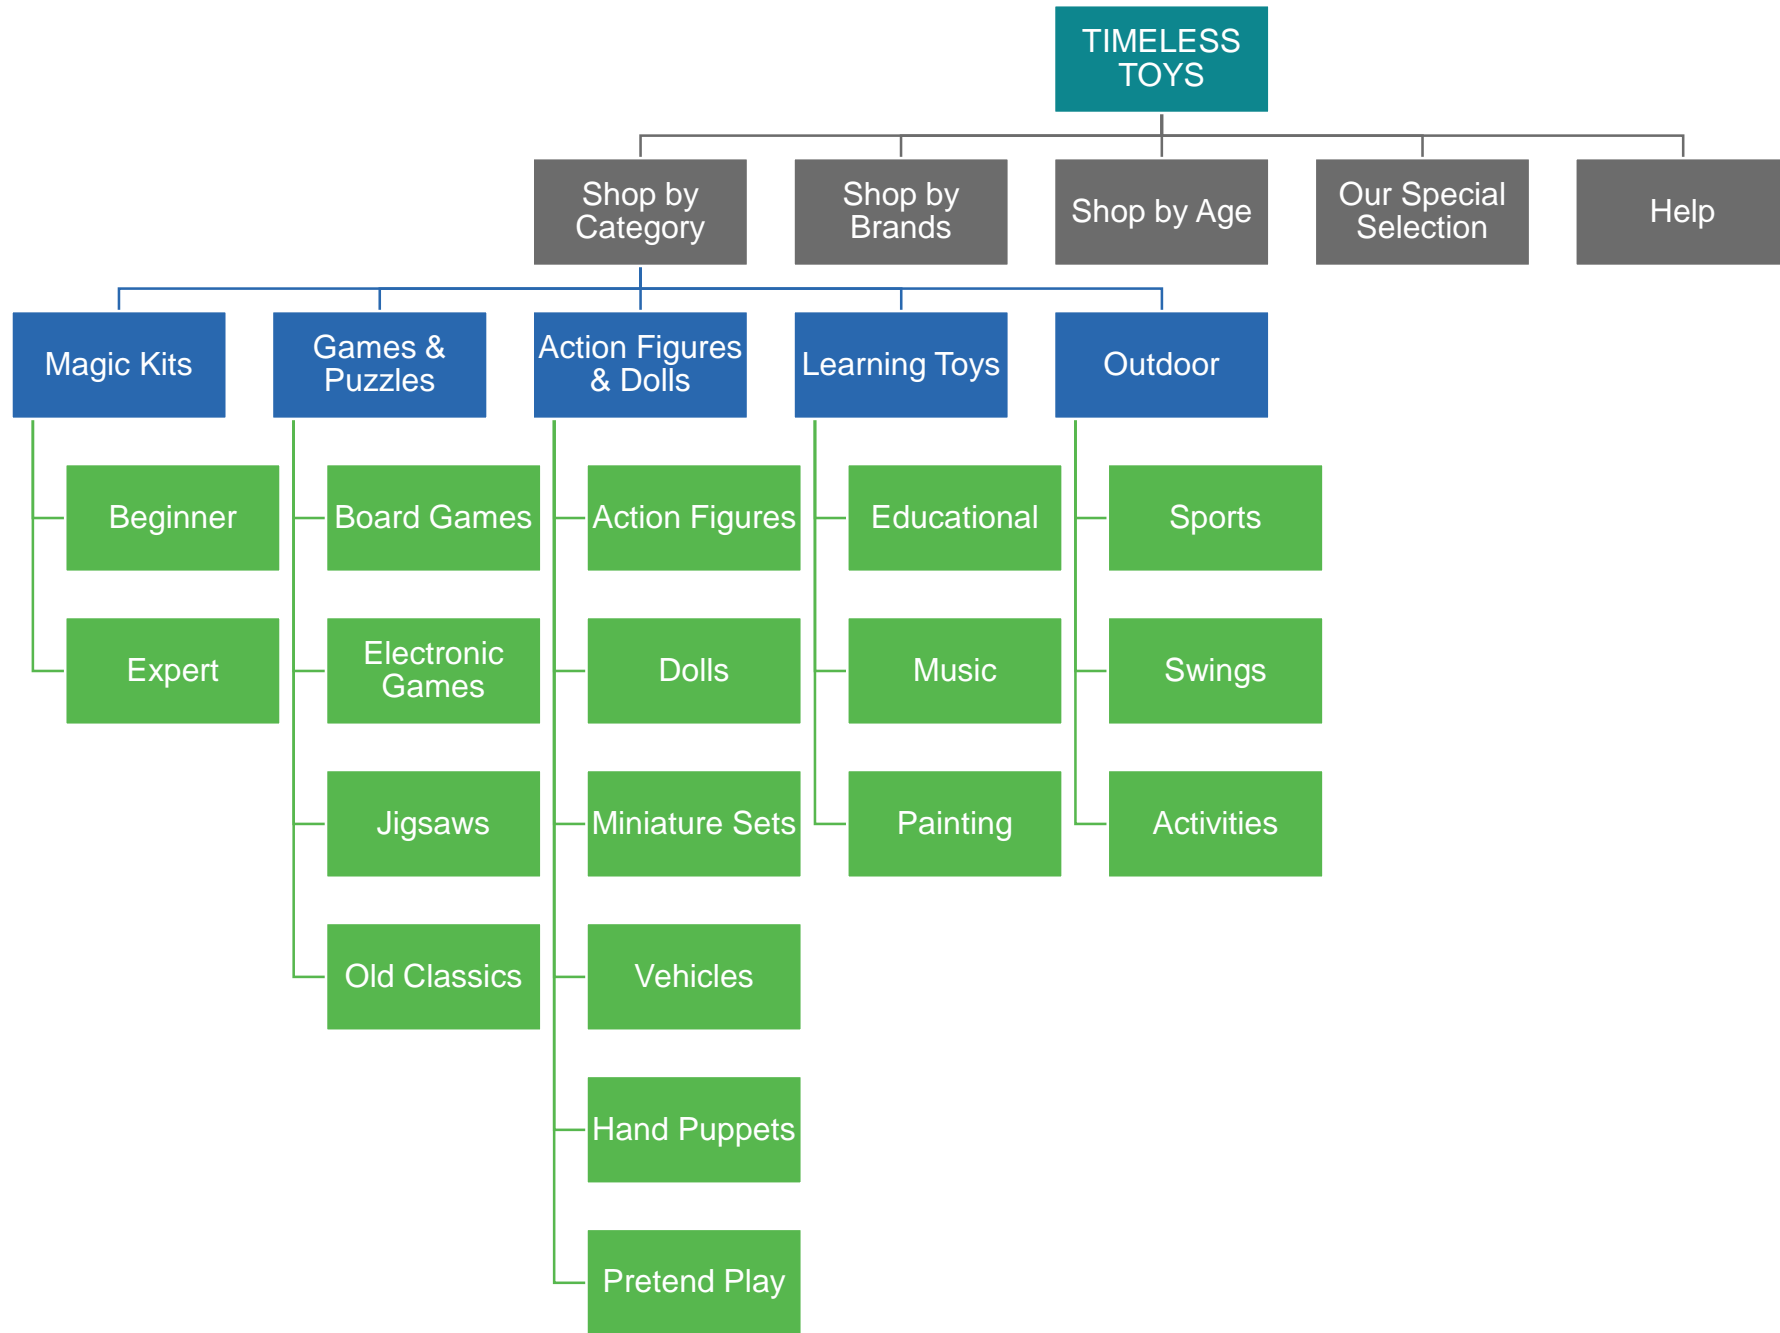 TIMELESS
TOYS
Shop by
Category
Shop by
Brands
Shop by Age
Our Special
Selection
Help
Magic Kits
Games &
Puzzles
Action Figures
& Dolls
Learning Toys
Outdoor
Beginner
Expert
Board Games
Electronic
Games
Jigsaws
Old Classics
Action Figures
Dolls
Miniature Sets
Vehicles
Hand Puppets
Pretend Play
Educational
Music
Painting
Sports
Swings
Activities